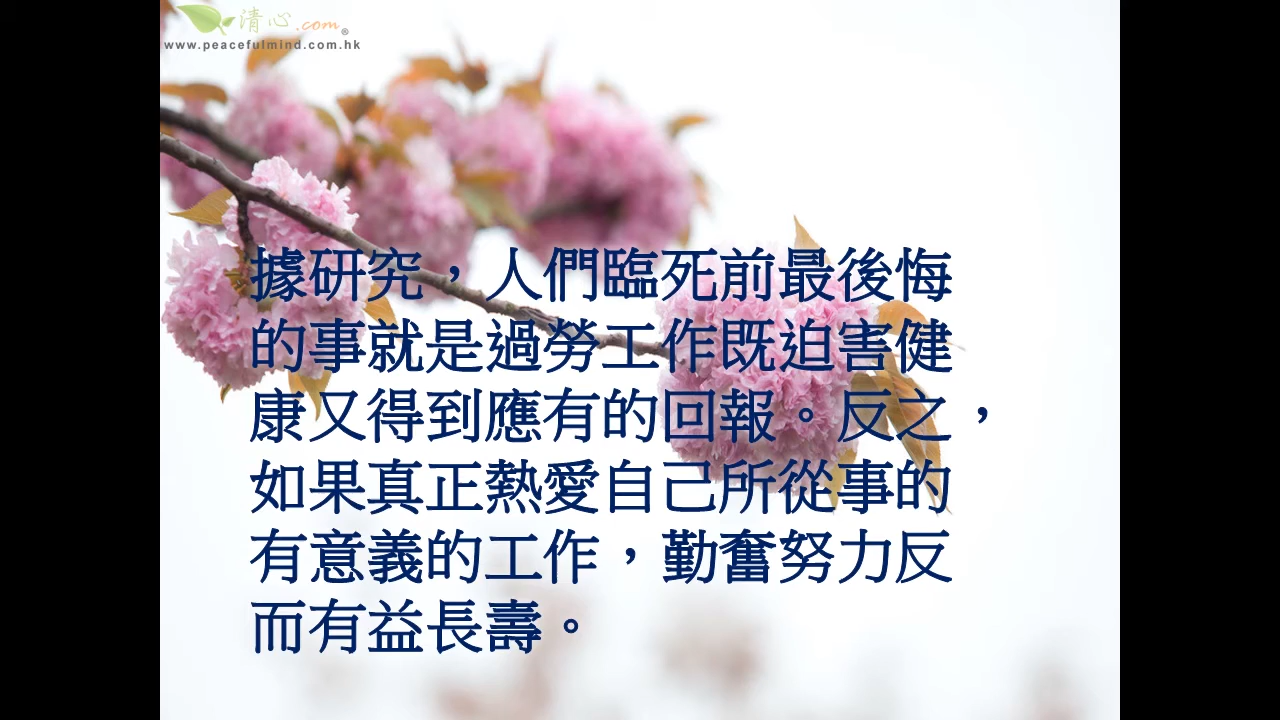 清心.com®
www.peacefulmind.com.hk
據研究，人們臨死前最後悔
的事就是過勞工作既迫害健
康又得到應有的回報。反之，
如果真正熱愛自己所從事的
有意義的工作，勤奮努力反
而有益長壽。